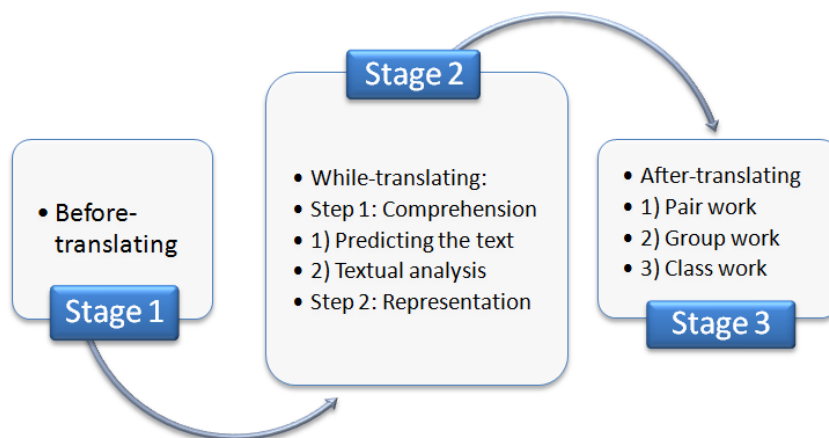 Stage 1
• Before-
translating
Stage 2
• While-translating:
• Step 1: Comprehension
• 1) Predicting the text
• 2) Textual analysis
• Step 2: Representation
• After-translating
• 1) Pair work
• 2) Group work
• 3) Class work
Stage 3